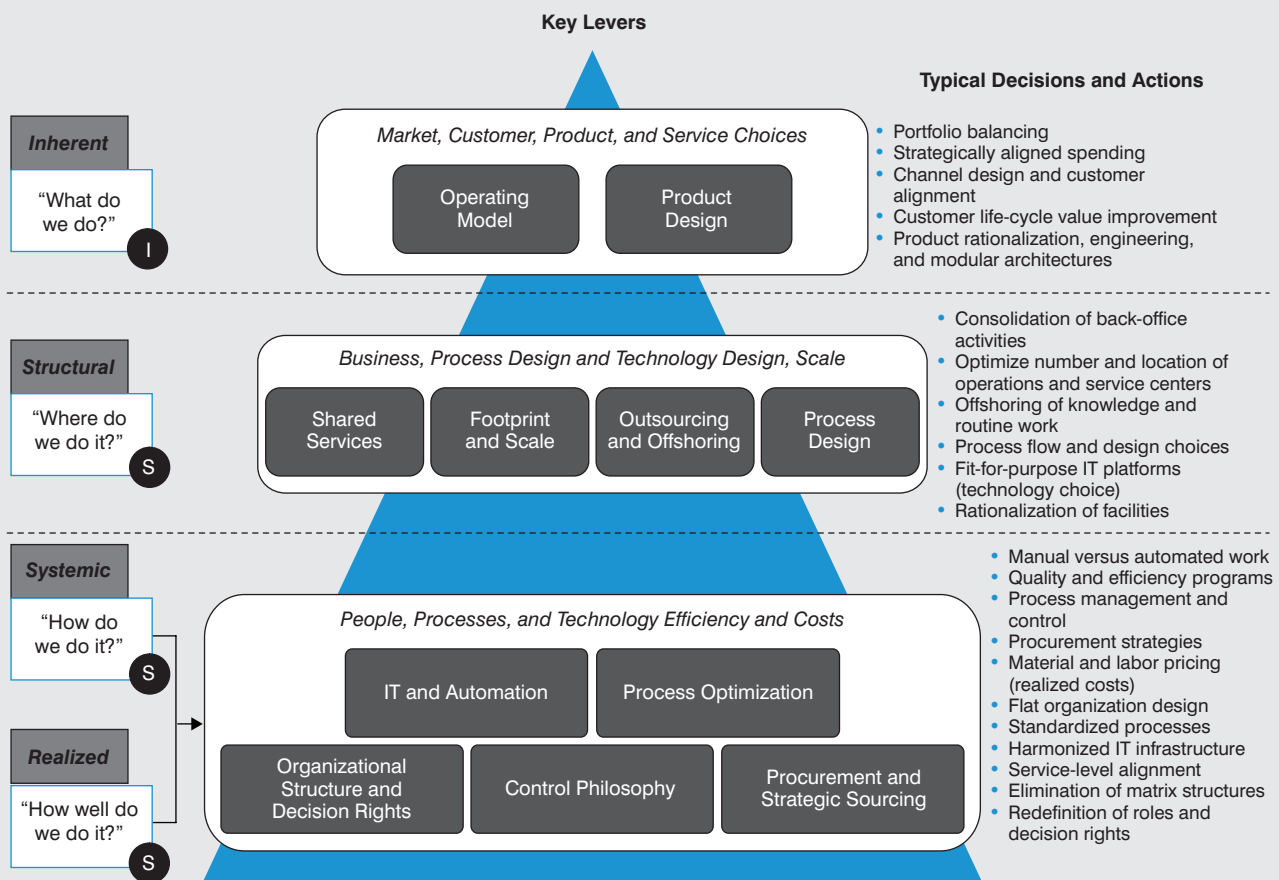 Key Levers
Typical Decisions and Actions
Inherent
“What do
we do?”
I
Market, Customer, Product, and Service Choices
Operating
Model
Product
Design
• Portfolio balancing
• Strategically aligned spending
• Channel design and customer
alignment
• Customer life-cycle value improvement
• Product rationalization, engineering,
and modular architectures
Structural
“Where do
we do it?”
S
Business, Process Design and Technology Design, Scale
Shared
Services
Footprint
and Scale
Outsourcing
and Offshoring
Process
Design
• Consolidation of back-office
activities
• Optimize number and location of
operations and service centers
• Offshoring of knowledge and
routine work
• Process flow and design choices
• Fit-for-purpose IT platforms
(technology choice)
• Rationalization of facilities
Systemic
“How do
we do it?”
S
Realized
“How well do
we do it?”
S
People, Processes, and Technology Efficiency and Costs
IT and Automation
Process Optimization
Organizational
Structure and
Decision Rights
Control Philosophy
Procurement and
Strategic Sourcing
• Manual versus automated work
• Quality and efficiency programs
• Process management and
control
• Procurement strategies
• Material and labor pricing
(realized costs)
• Flat organization design
• Standardized processes
• Harmonized IT infrastructure
• Service-level alignment
• Elimination of matrix structures
• Redefinition of roles and
decision rights